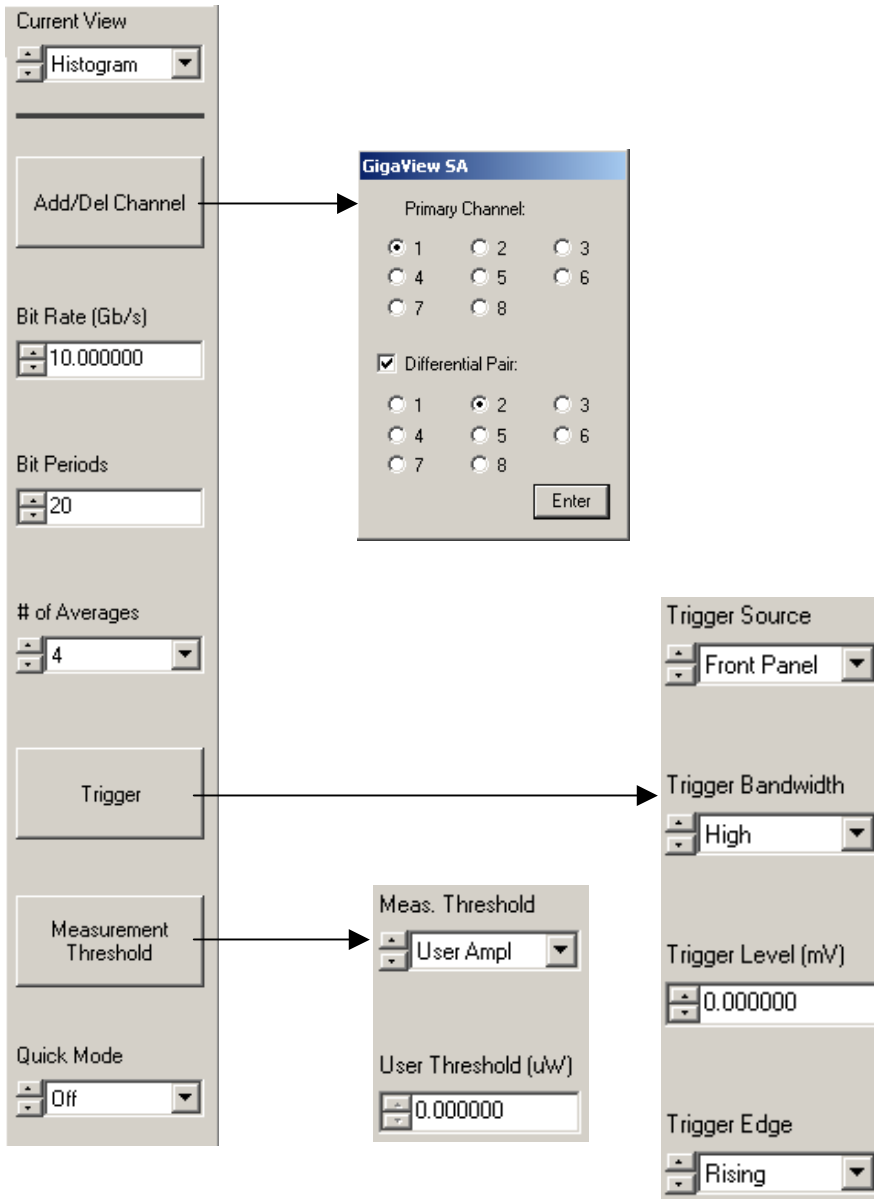 Current View
Histogram
Add/Del Channel
Bit Rate (Gb/s)
10.000000
Bit Periods
20
# of Averages
4
Trigger
Measurement
Threshold
Quick Mode
Off
GigaView SA
Primary Channel:
1 2 3
4 5 6
7 8
Differential Pair:
1 2 3
4 5 6
7 8
Enter
Meas. Threshold
User Ampl
User Threshold (uW)
0.000000
Trigger Source
Front Panel
Trigger Bandwidth
High
Trigger Level (mV)
0.000000
Trigger Edge
Rising